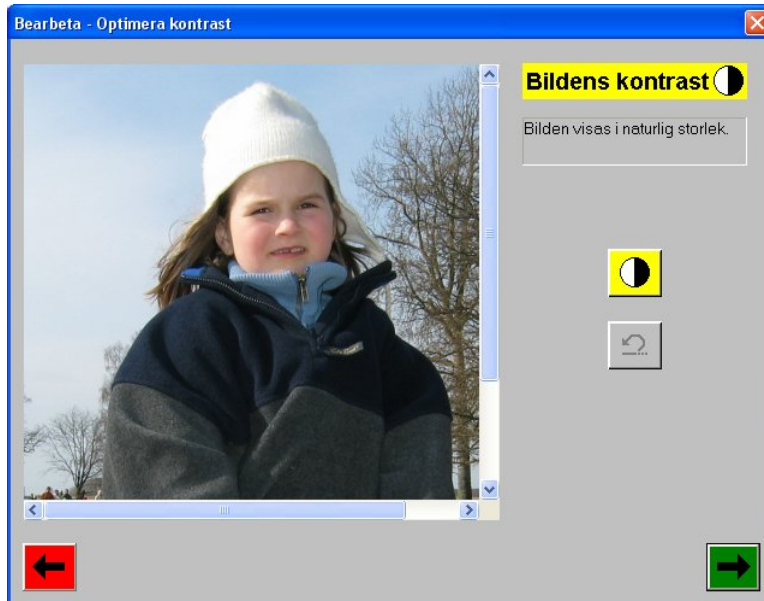 Bearbeta - Optimera kontrast
Bildens kontrast
Bilden visas i naturlig storlek.